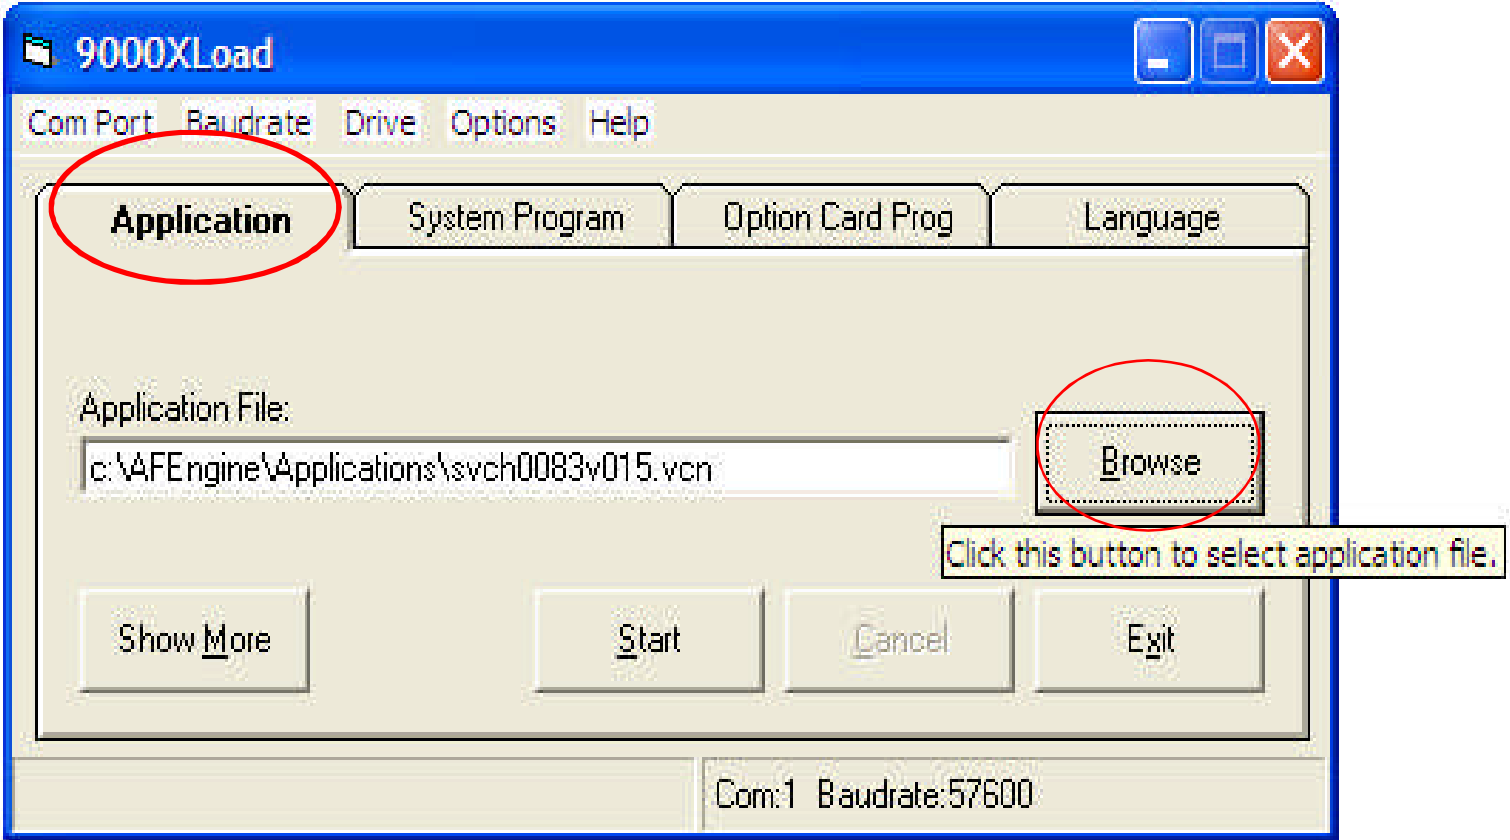 9000XLoad
Com Port Baudrate Drive Options Help
Application System Program Option Card Prog Language
Application File:
c:\AFEngine\Applications\svch0083v015.vcn
Browse
Click this button to select application file.
Show More Start Cancel Exit
Com:1 Baudrate:57600